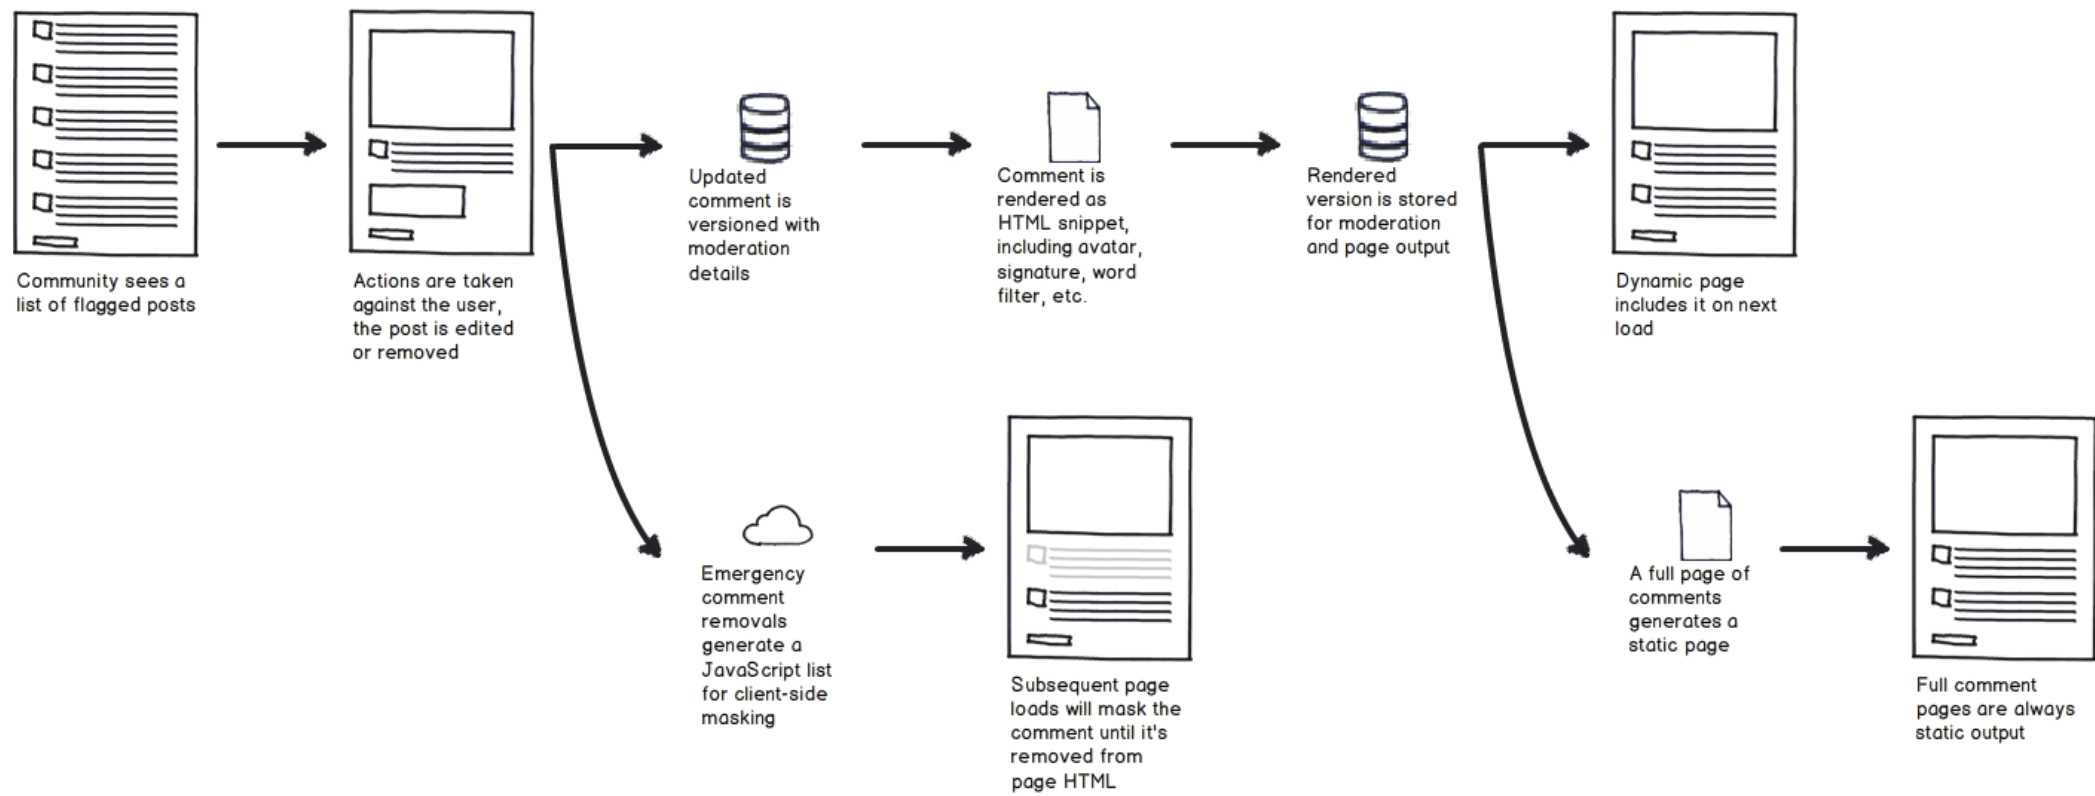 Community sees a
list of flagged posts
Actions are taken
against the user,
the post is edited
or removed
Updated
comment is
versioned with
moderation
details
Comment is
rendered as
HTML snippet,
including avatar,
signature, word
filter, etc.
Rendered
version is stored
for moderation
and page output
Dynamic page
includes it on next
load
Emergency
comment
removals
generate a
JavaScript list
for client-side
masking
Subsequent page
loads will mask the
comment until it's
removed from
page HTML
A full page of
comments
generates a
static page
Full comment
pages are always
static output